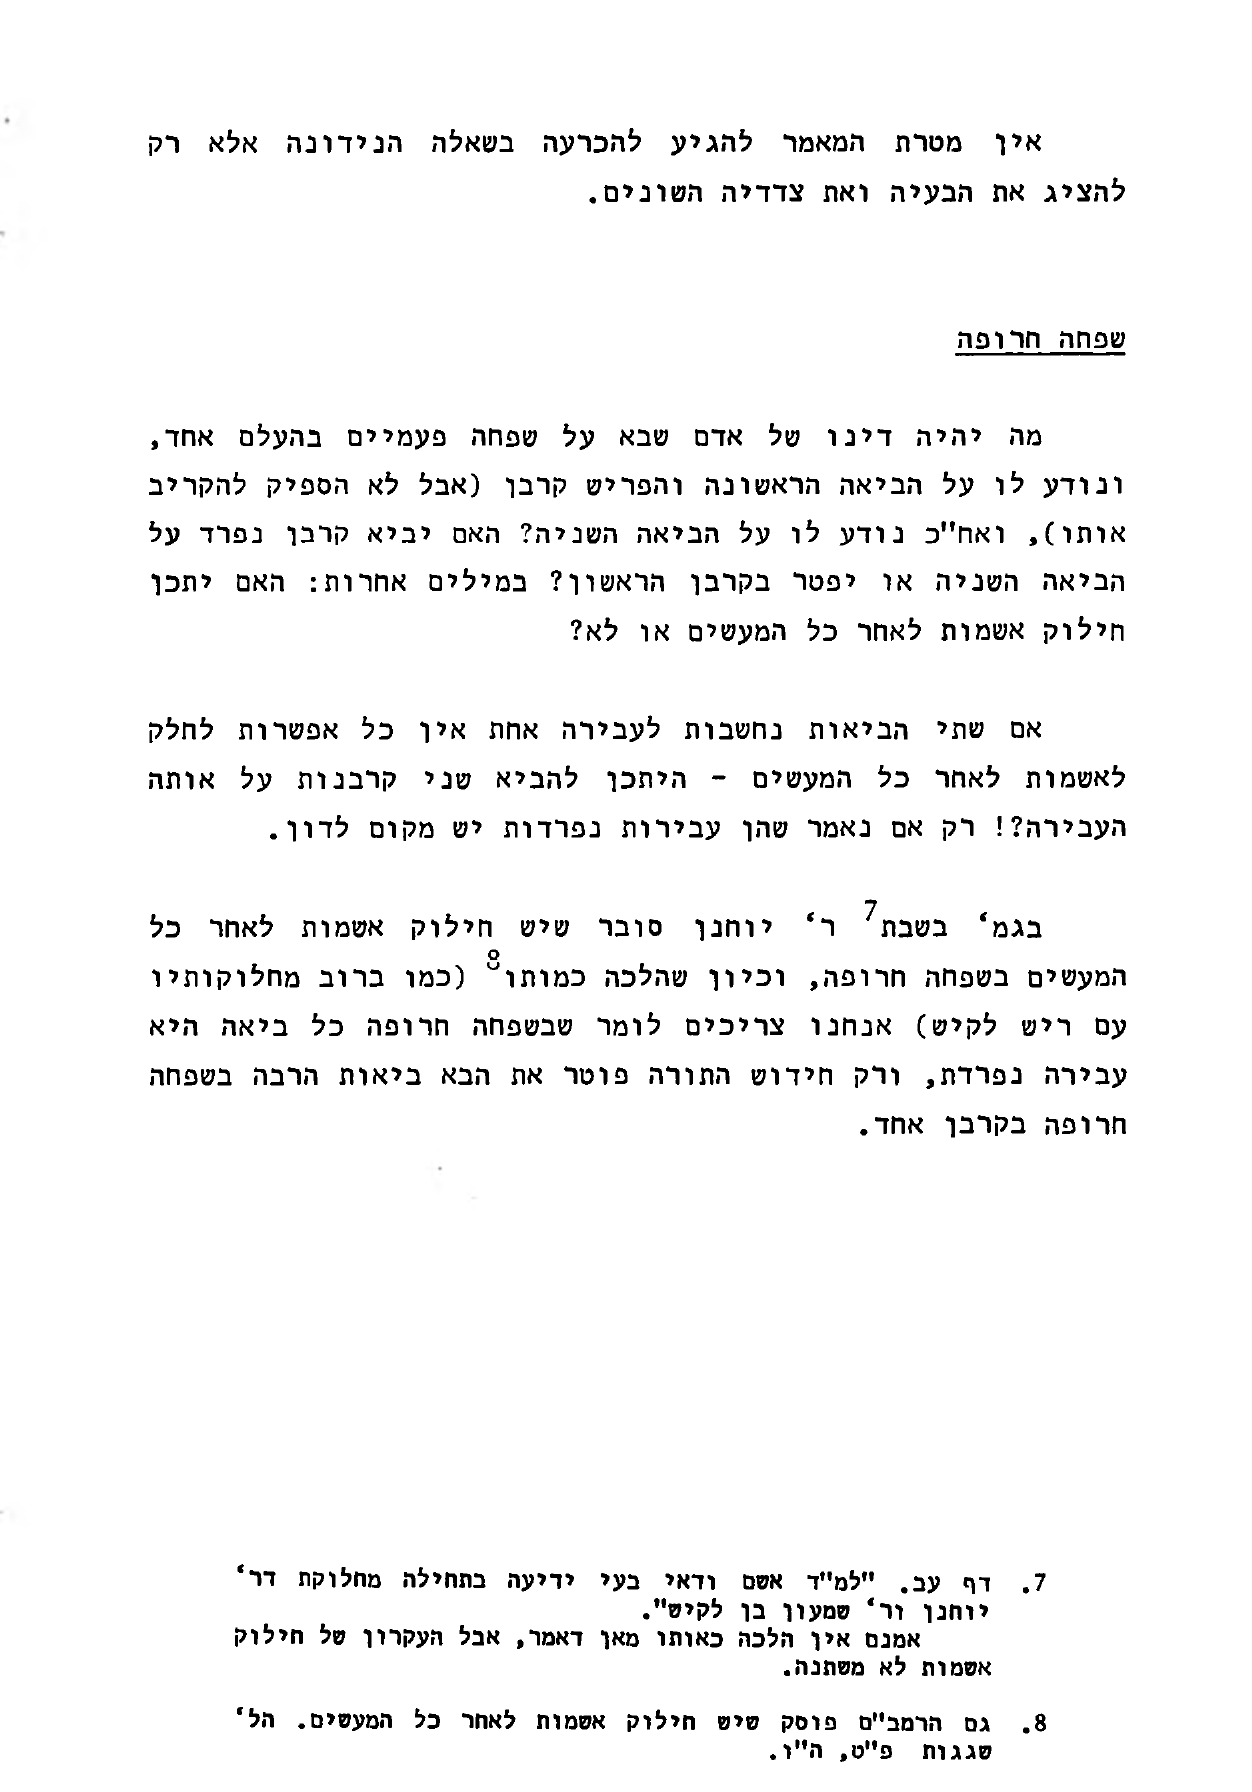 אין מטרת המאמר להגיע להכרעה בשאלה הנידונה אלא רק
להציג את הבעיה ואת צדדיה השונים.
שפחה חרופה
מה יהיה דינו של אדם שבא על שפחה פעמיים בהעלם אחד,
ונודע לו על הביאה הראשונה והפריש קרבן (אבל לא הספיק להקריב
אותו), ואח"כ נודע לו על הביאה השניה? האם יביא קרבן נפרד על
הביאה השניה או יפטר בקרבן הראשון? במילים אחרות: האם יתכן
חילוק אשמות לאחר כל המעשים או לא?
אם שתי הביאות נחשבות לעבירה אחת אין כל אפשרות לחלק
לאשמות לאחר כל המעשים - היתכן להביא שני קרבנות על אותה
העבירה?! רק אם נאמר שהן עבירות נפרדות יש מקום לדון.
בגמ' בשבת7 ר' יוחנן סובר שיש חילוק אשמות לאחר כל
המעשים בשפחה חרופה, וכיון שהלכה כמותו8 (כמו ברוב מחלוקותיו
עם ריש לקיש) אנחנו צריכים לומר שבשפחה חרופה כל ביאה היא
עבירה נפרדת, ורק חידוש התורה פוטר את הבא ביאות הרבה בשפחה
חרופה בקרבן אחד.
7. דף עב. "למ"ד אשם ודאי בעי ידיעה בתחילה מחלוקת דר'
יוחנן ור' שמעון בן לקיש".
אמנם אין הלכה כאותו מאן דאמר, אבל העקרון של חילוק
אשמות לא משתנה.
8. גם הרמב"ם פוסק שיש חילוק אשמות לאחר כל המעשים. הל'
שגגות פ"ט, ה"ו.